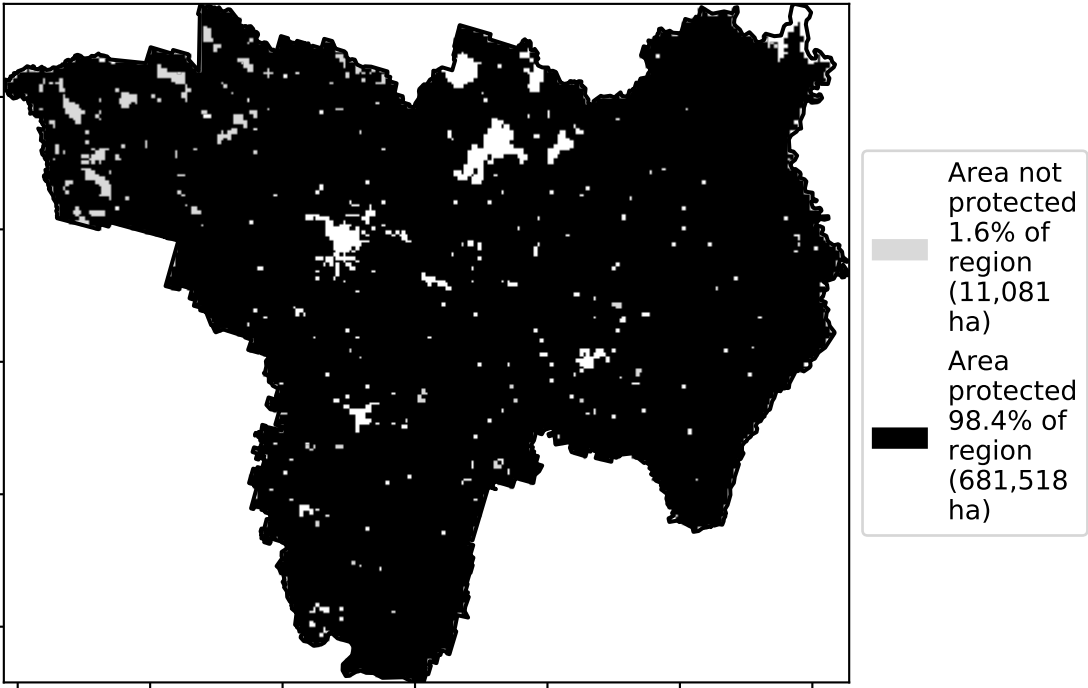 Area not
protected
1.6% of
region
(11,081
ha)
Area
protected
98.4% of
region
(681,518
ha)